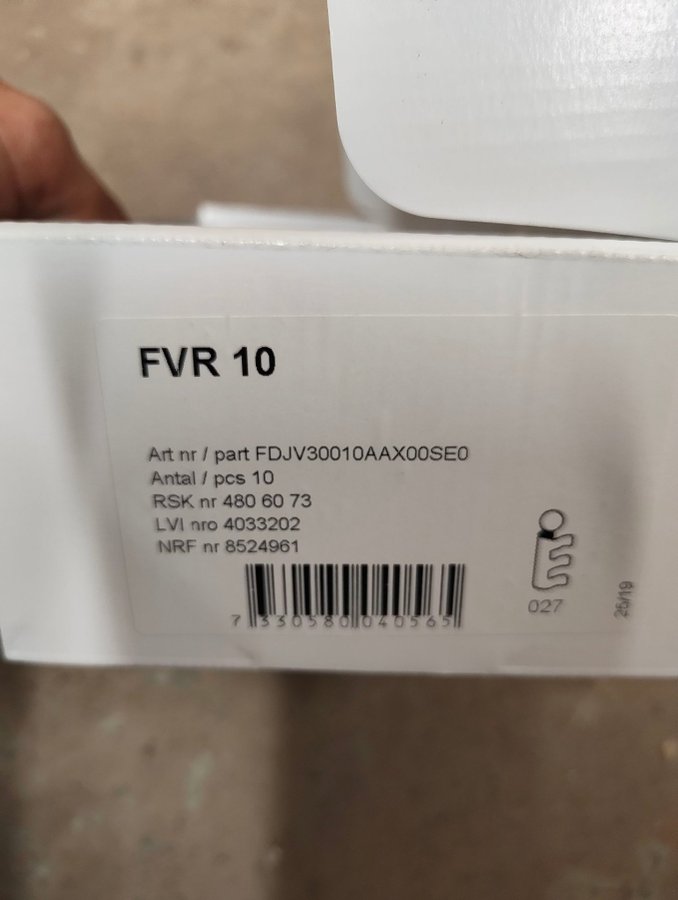 FVR 10
Art nr / part FDJV30010AAX00SE0
Antal / pcs 10
RSK nr 480 60 73
LVI nro 4033202
NRF nr 8524961
7 330580 040565
027
26/19